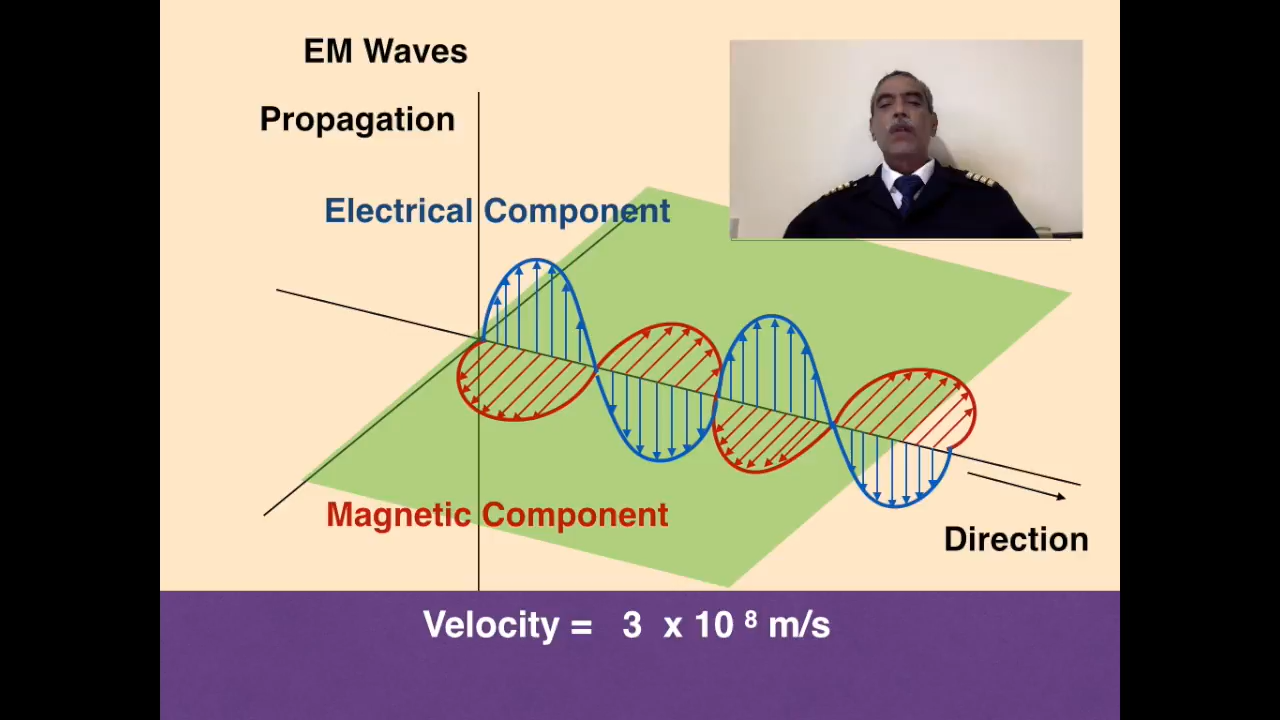 EM Waves
Propagation
Electrical Component
Magnetic Component
Direction
Velocity = 3 x 10 ⁸ m/s